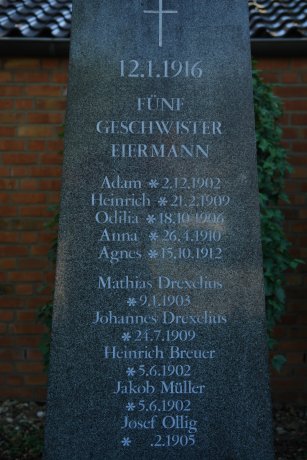 12.1.1916
FÜNF
GESCHWISTER
EIERMANN
Adam * 2.12.1902
Heinrich * 21.2.1909
Odilia * 18.10.1906
Anna * 26.4.1910
Agnes * 15.10.1912
Mathias Drexelius
* 9.1.1903
Johannes Drexelius
* 24.7.1909
Heinrich Breuer
* 5.6.1902
Jakob Müller
* 5.6.1902
Josef Ollig
* .2.1905